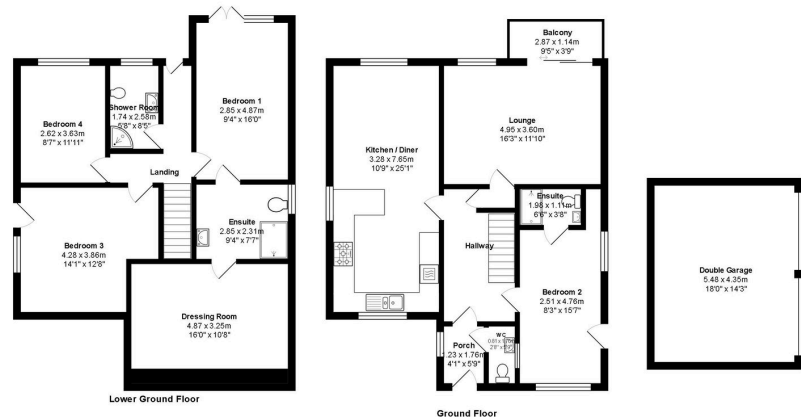 Bedroom 4
2.62 x 3.63m
8'7" x 11'11"
Shower Room
1.74 x 2.58m
5'8" x 8'5"
Bedroom 1
2.85 x 4.87m
9'4" x 16'0"
Landing
Bedroom 3
4.28 x 3.86m
14'1" x 12'8"
Ensuite
2.85 x 2.31m
9'4" x 7'7"
Dressing Room
4.87 x 3.25m
16'0" x 10'8"
Lower Ground Floor
Balcony
2.87 x 1.14m
9'5" x 3'9"
Kitchen / Diner
3.28 x 7.65m
10'9" x 25'1"
Lounge
4.95 x 3.60m
16'3" x 11'10"
Ensuite
1.98 x 1.11m
6'6" x 3'8"
Hallway
Bedroom 2
2.51 x 4.76m
8'3" x 15'7"
Porch
1.23 x 1.76m
4'1" x 5'9"
WC
Ground Floor
Double Garage
5.48 x 4.35m
18'0" x 14'3"